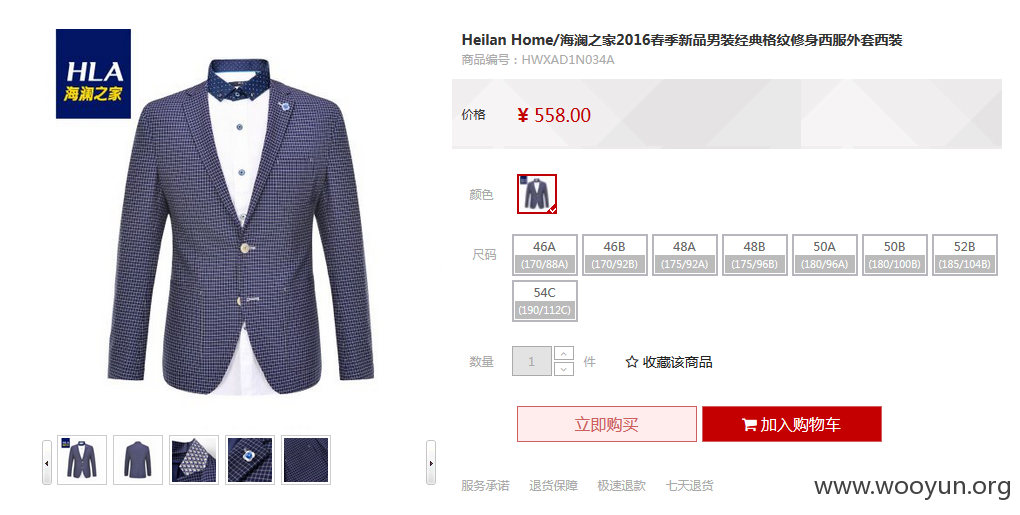 HLA
海澜之家
Heilan Home/海澜之家2016春季新品男装经典格纹修身西服外套西装
商品编号：HWXAD1N034A
价格 ¥ 558.00
颜色
尺码
46A 46B 48A 48B 50A 50B 52B
(170/88A) (170/92B) (175/92A) (175/96B) (180/96A) (180/100B) (185/104B)
54C
(190/112C)
数量 1 件 ☆ 收藏该商品
立即购买 加入购物车
服务承诺 退货保障 极速退款 七天退货
www.wooyun.org